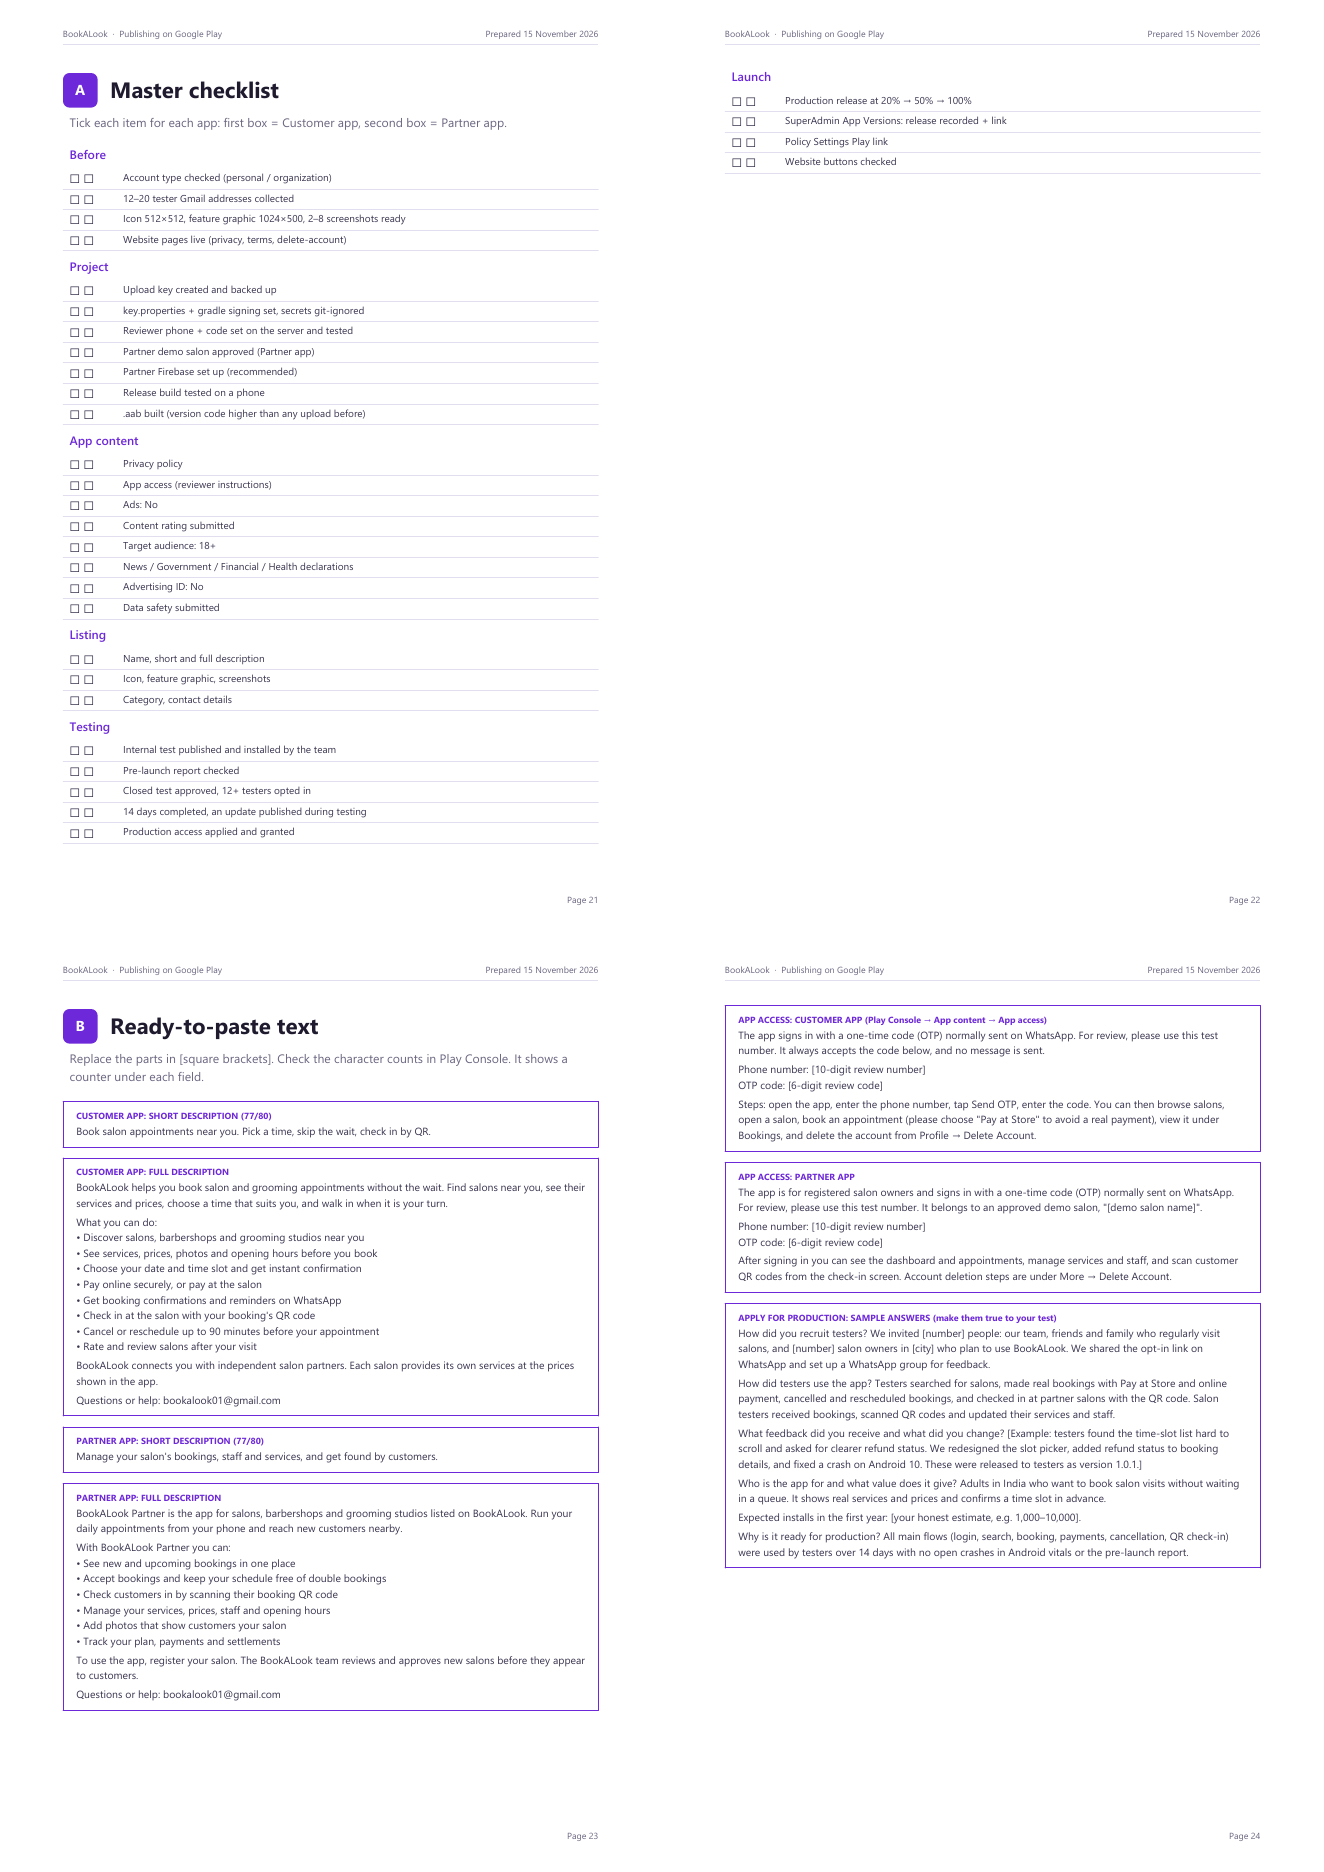 BookALook · Publishing on Google Play
Prepared 15 November 2026
A
Master checklist
Tick each item for each app: first box = Customer app, second box = Partner app.
Before
☐ ☐ Account type checked (personal / organization)
☐ ☐ 12–20 tester Gmail addresses collected
☐ ☐ Icon 512×512, feature graphic 1024×500, 2–8 screenshots ready
☐ ☐ Website pages live (privacy, terms, delete-account)
Project
☐ ☐ Upload key created and backed up
☐ ☐ key.properties + gradle signing set, secrets git-ignored
☐ ☐ Reviewer phone + code set on the server and tested
☐ ☐ Partner demo salon approved (Partner app)
☐ ☐ Partner Firebase set up (recommended)
☐ ☐ Release build tested on a phone
☐ ☐ .aab built (version code higher than any upload before)
App content
☐ ☐ Privacy policy
☐ ☐ App access (reviewer instructions)
☐ ☐ Ads: No
☐ ☐ Content rating submitted
☐ ☐ Target audience: 18+
☐ ☐ News / Government / Financial / Health declarations
☐ ☐ Advertising ID: No
☐ ☐ Data safety submitted
Listing
☐ ☐ Name, short and full description
☐ ☐ Icon, feature graphic, screenshots
☐ ☐ Category, contact details
Testing
☐ ☐ Internal test published and installed by the team
☐ ☐ Pre-launch report checked
☐ ☐ Closed test approved, 12+ testers opted in
☐ ☐ 14 days completed, an update published during testing
☐ ☐ Production access applied and granted
Page 21
BookALook · Publishing on Google Play
Prepared 15 November 2026
Launch
☐ ☐ Production release at 20% → 50% → 100%
☐ ☐ SuperAdmin App Versions: release recorded + link
☐ ☐ Policy Settings Play link
☐ ☐ Website buttons checked
Page 22
BookALook · Publishing on Google Play
Prepared 15 November 2026
B
Ready-to-paste text
Replace the parts in [square brackets]. Check the character counts in Play Console. It shows a
counter under each field.
CUSTOMER APP: SHORT DESCRIPTION (77/80)
Book salon appointments near you. Pick a time, skip the wait, check in by QR.
CUSTOMER APP: FULL DESCRIPTION
BookALook helps you book salon and grooming appointments without the wait. Find salons near you, see their
services and prices, choose a time that suits you, and walk in when it is your turn.
What you can do:
• Discover salons, barbershops and grooming studios near you
• See services, prices, photos and opening hours before you book
• Choose your date and time slot and get instant confirmation
• Pay online securely, or pay at the salon
• Get booking confirmations and reminders on WhatsApp
• Check in at the salon with your booking's QR code
• Cancel or reschedule up to 90 minutes before your appointment
• Rate and review salons after your visit
BookALook connects you with independent salon partners. Each salon provides its own services at the prices
shown in the app.
Questions or help: bookalook01@gmail.com
PARTNER APP: SHORT DESCRIPTION (77/80)
Manage your salon's bookings, staff and services, and get found by customers.
PARTNER APP: FULL DESCRIPTION
BookALook Partner is the app for salons, barbershops and grooming studios listed on BookALook. Run your
daily appointments from your phone and reach new customers nearby.
With BookALook Partner you can:
• See new and upcoming bookings in one place
• Accept bookings and keep your schedule free of double bookings
• Check customers in by scanning their booking QR code
• Manage your services, prices, staff and opening hours
• Add photos that show customers your salon
• Track your plan, payments and settlements
To use the app, register your salon. The BookALook team reviews and approves new salons before they appear
to customers.
Questions or help: bookalook01@gmail.com
Page 23
BookALook · Publishing on Google Play
Prepared 15 November 2026
APP ACCESS: CUSTOMER APP (Play Console → App content → App access)
The app signs in with a one-time code (OTP) normally sent on WhatsApp. For review, please use this test
number. It always accepts the code below, and no message is sent.
Phone number: [10-digit review number]
OTP code: [6-digit review code]
Steps: open the app, enter the phone number, tap Send OTP, enter the code. You can then browse salons,
open a salon, book an appointment (please choose "Pay at Store" to avoid a real payment), view it under
Bookings, and delete the account from Profile → Delete Account.
APP ACCESS: PARTNER APP
The app is for registered salon owners and signs in with a one-time code (OTP) normally sent on WhatsApp.
For review, please use this test number. It belongs to an approved demo salon, "[demo salon name]".
Phone number: [10-digit review number]
OTP code: [6-digit review code]
After signing in you can see the dashboard and appointments, manage services and staff, and scan customer
QR codes from the check-in screen. Account deletion steps are under More → Delete Account.
APPLY FOR PRODUCTION: SAMPLE ANSWERS (make them true to your test)
How did you recruit testers? We invited [number] people: our team, friends and family who regularly visit
salons, and [number] salon owners in [city] who plan to use BookALook. We shared the opt-in link on
WhatsApp and set up a WhatsApp group for feedback.
How did testers use the app? Testers searched for salons, made real bookings with Pay at Store and online
payment, cancelled and rescheduled bookings, and checked in at partner salons with the QR code. Salon
testers received bookings, scanned QR codes and updated their services and staff.
What feedback did you receive and what did you change? [Example: testers found the time-slot list hard to
scroll and asked for clearer refund status. We redesigned the slot picker, added refund status to booking
details, and fixed a crash on Android 10. These were released to testers as version 1.0.1.]
Who is the app for and what value does it give? Adults in India who want to book salon visits without waiting
in a queue. It shows real services and prices and confirms a time slot in advance.
Expected installs in the first year: [your honest estimate, e.g. 1,000–10,000].
Why is it ready for production? All main flows (login, search, booking, payments, cancellation, QR check-in)
were used by testers over 14 days with no open crashes in Android vitals or the pre-launch report.
Page 24